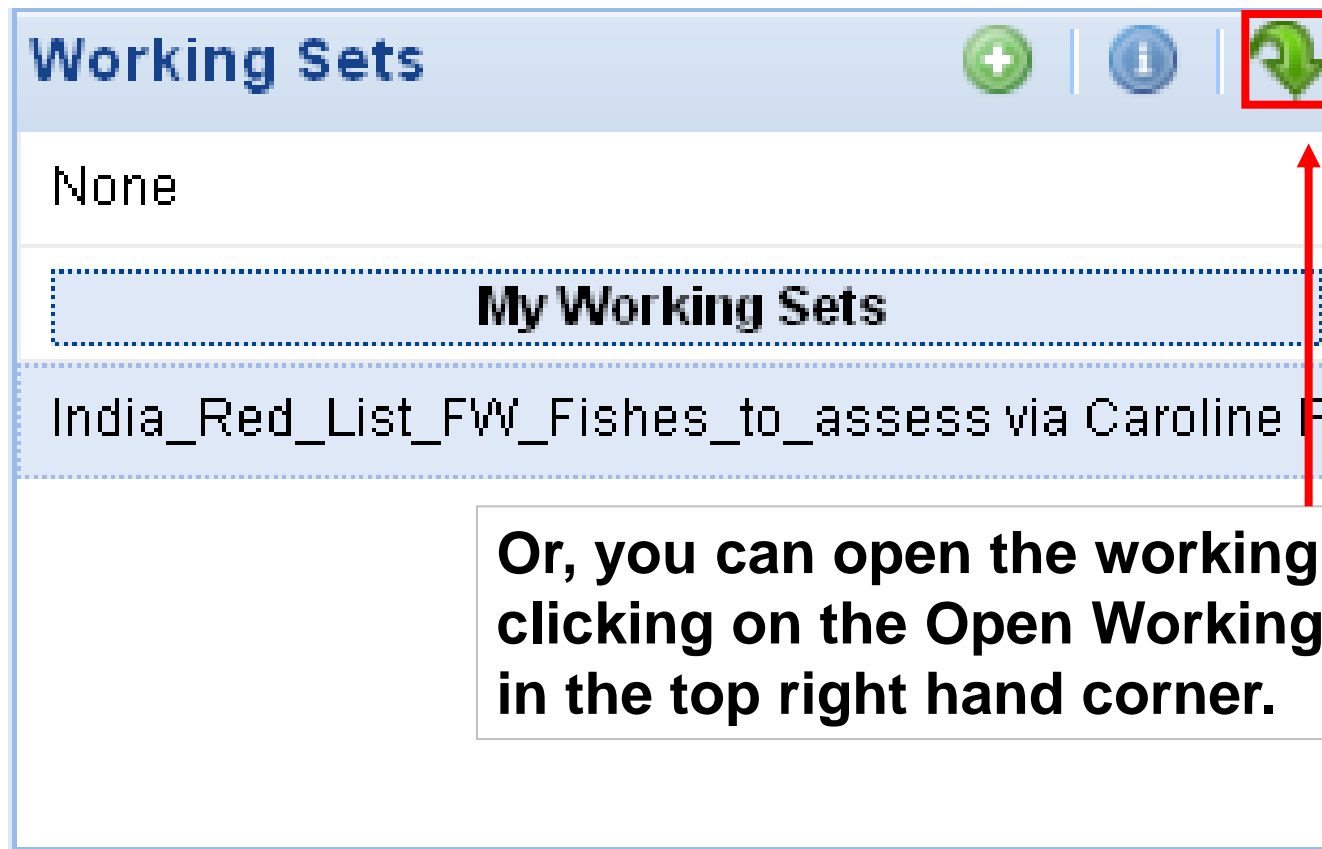 Working Sets
None
My Working Sets
India_Red_List_FW_Fishes_to_assess via Caroline
Or, you can open the working
clicking on the Open Working
in the top right hand corner.